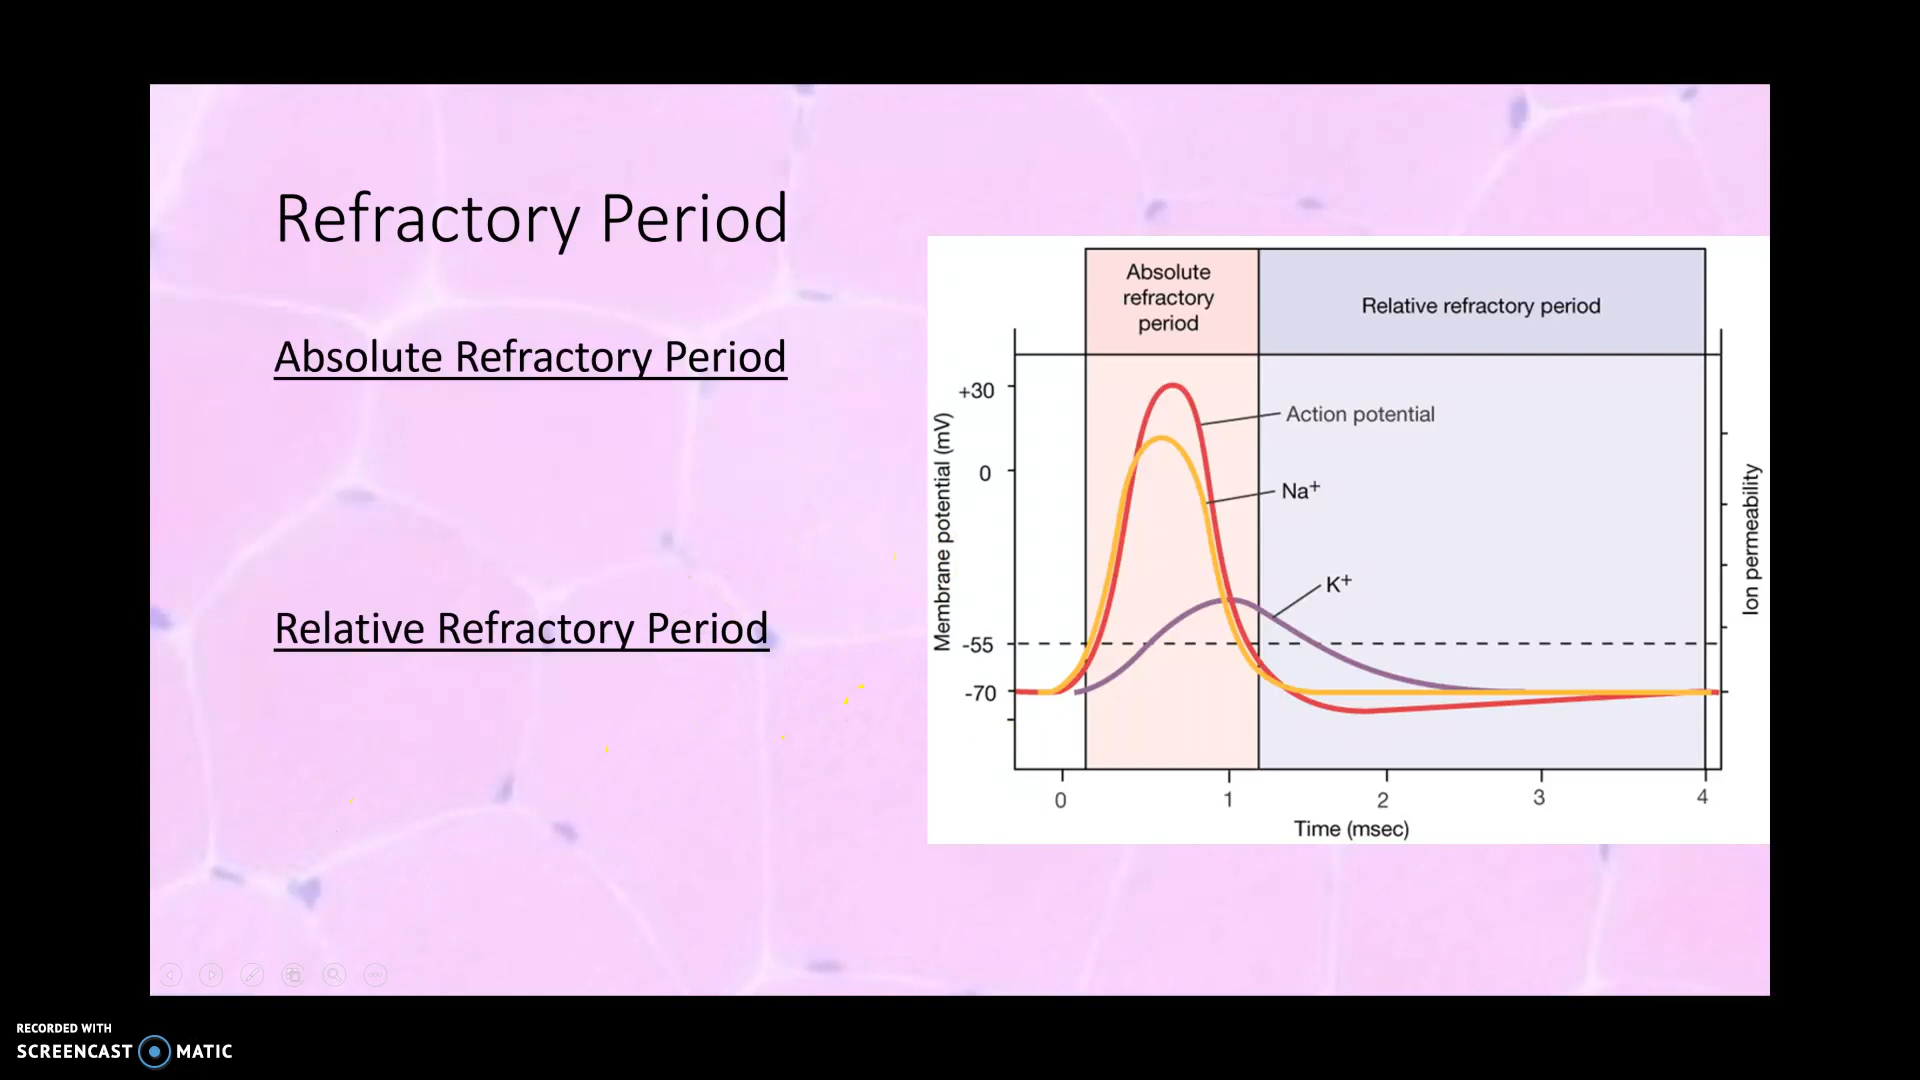 Refractory Period
Absolute Refractory Period
Relative Refractory Period
Absolute
refractory
period
Relative refractory period
+30
0
-55
-70
Membrane potential (mV)
Action potential
Na+
K+
Ion permeability
0 1 2 3 4
Time (msec)
RECORDED WITH
SCREENCAST MATIC